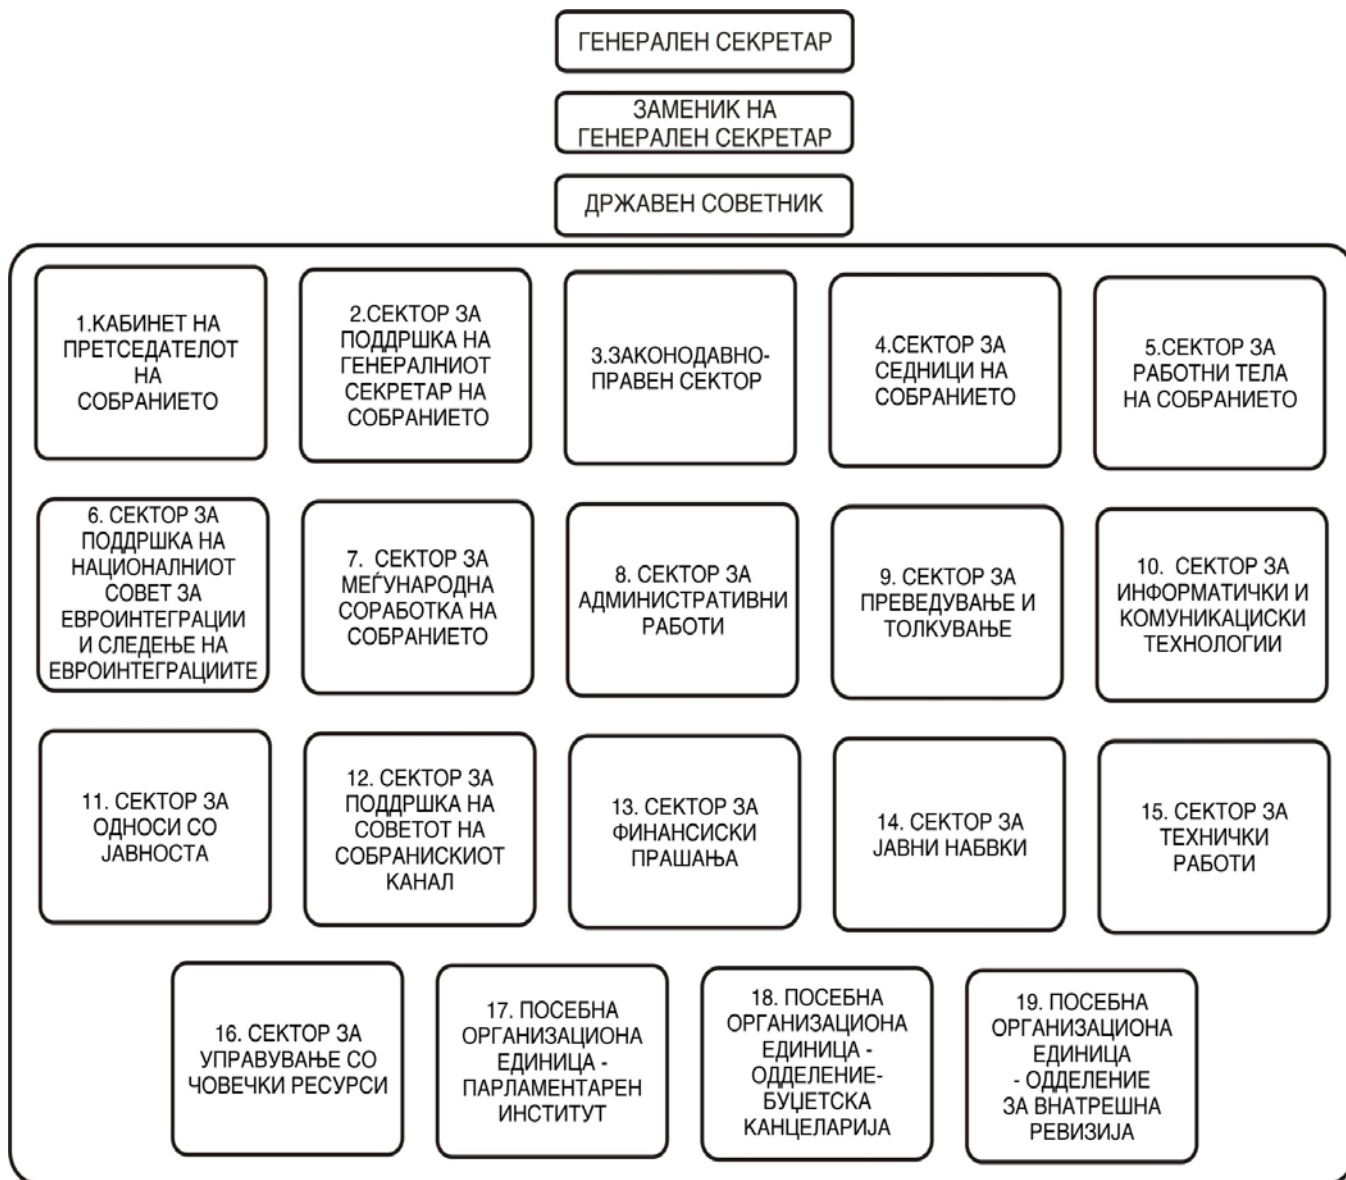 ГЕНЕРАЛЕН СЕКРЕТАР
ЗАМЕНИК НА
ГЕНЕРАЛЕН СЕКРЕТАР
ДРЖАВЕН СОВЕТНИК
1.КАБИНЕТ НА
ПРЕТСЕДАТЕЛОТ
НА
СОБРАНИЕТО
2.СЕКТОР ЗА
ПОДДРШКА НА
ГЕНЕРАЛНИОТ
СЕКРЕТАР НА
СОБРАНИЕТО
3.ЗАКОНОДАВНО-
ПРАВЕН СЕКТОР
4.СЕКТОР ЗА
СЕДНИЦИ НА
СОБРАНИЕТО
5.СЕКТОР ЗА
РАБОТНИ ТЕЛА
НА СОБРАНИЕТО
6. СЕКТОР ЗА
ПОДДРШКА НА
НАЦИОНАЛНИОТ
СОВЕТ ЗА
ЕВРОИНТЕГРАЦИИ
И СЛЕДЕЊЕ НА
ЕВРОИНТЕГРАЦИИТЕ
7. СЕКТОР ЗА
МЕЃУНАРОДНА
СОРАБОТКА НА
СОБРАНИЕТО
8. СЕКТОР ЗА
АДМИНИСТРАТИВНИ
РАБОТИ
9. СЕКТОР ЗА
ПРЕВЕДУВАЊЕ И
ТОЛКУВАЊЕ
10. СЕКТОР ЗА
ИНФОРМАТИЧКИ И
КОМУНИКАЦИСКИ
ТЕХНОЛОГИИ
11. СЕКТОР ЗА
ОДНОСИ СО
ЈАВНОСТА
12. СЕКТОР ЗА
ПОДДРШКА НА
СОВЕТОТ НА
СОБРАНИСКИОТ
КАНАЛ
13. СЕКТОР ЗА
ФИНАНСИСКИ
ПРАШАЊА
14. СЕКТОР ЗА
ЈАВНИ НАБВКИ
15. СЕКТОР ЗА
ТЕХНИЧКИ
РАБОТИ
16. СЕКТОР ЗА
УПРАВУВАЊЕ СО
ЧОВЕЧКИ РЕСУРСИ
17. ПОСЕБНА
ОРГАНИЗАЦИОНА
ЕДИНИЦА -
ПАРЛАМЕНТАРЕН
ИНСТИТУТ
18. ПОСЕБНА
ОРГАНИЗАЦИОНА
ЕДИНИЦА -
ОДДЕЛЕНИЕ-
БУЏЕТСКА
КАНЦЕЛАРИЈА
19. ПОСЕБНА
ОРГАНИЗАЦИОНА
ЕДИНИЦА
- ОДДЕЛЕНИЕ
ЗА ВНАТРЕШНА
РЕВИЗИЈА